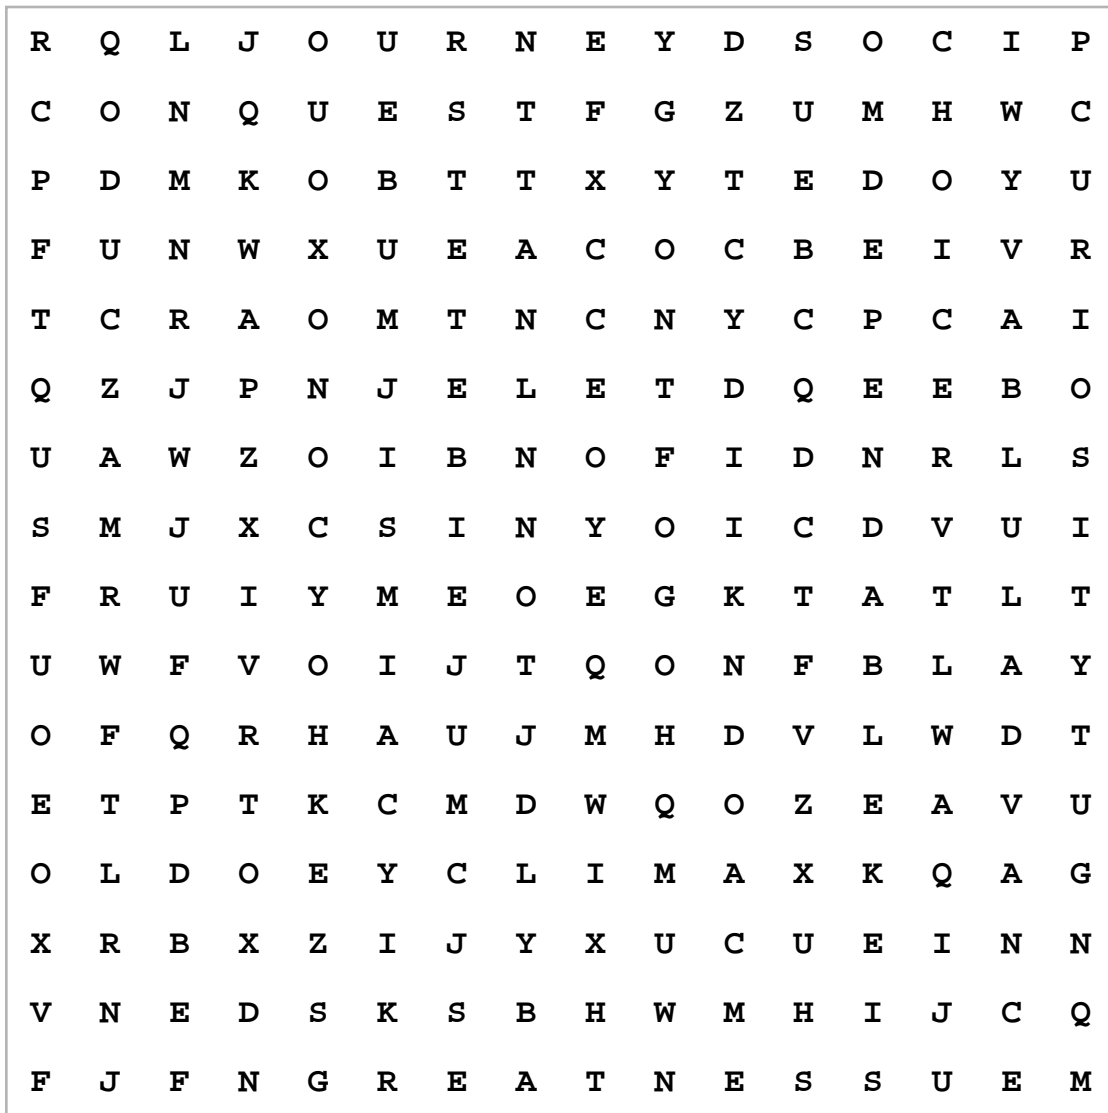 R Q L J O U R N E Y D S O C I P
C O N Q U E S T F G Z U M H W C
P D M K O B T T X Y T E D O Y U
F U N W X U E A C O C B E I V R
T C R A O M T N C N Y C P C A I
Q Z J P N J E L E T D Q E E B O
U A W Z O I B N O F I D N R L S
S M J X C S I N Y O I C D V U I
F R U I Y M E O E G K T A T L T
U W F V O I J T Q O N F B L A Y
O F Q R H A U J M H D V L W D T
E T P T K C M D W Q O Z E A V U
O L D O E Y C L I M A X K Q A G
X R B X Z I J Y X U C U E I N N
V N E D S K S B H W M H I J C Q
F J F N G R E A T N E S S U E M